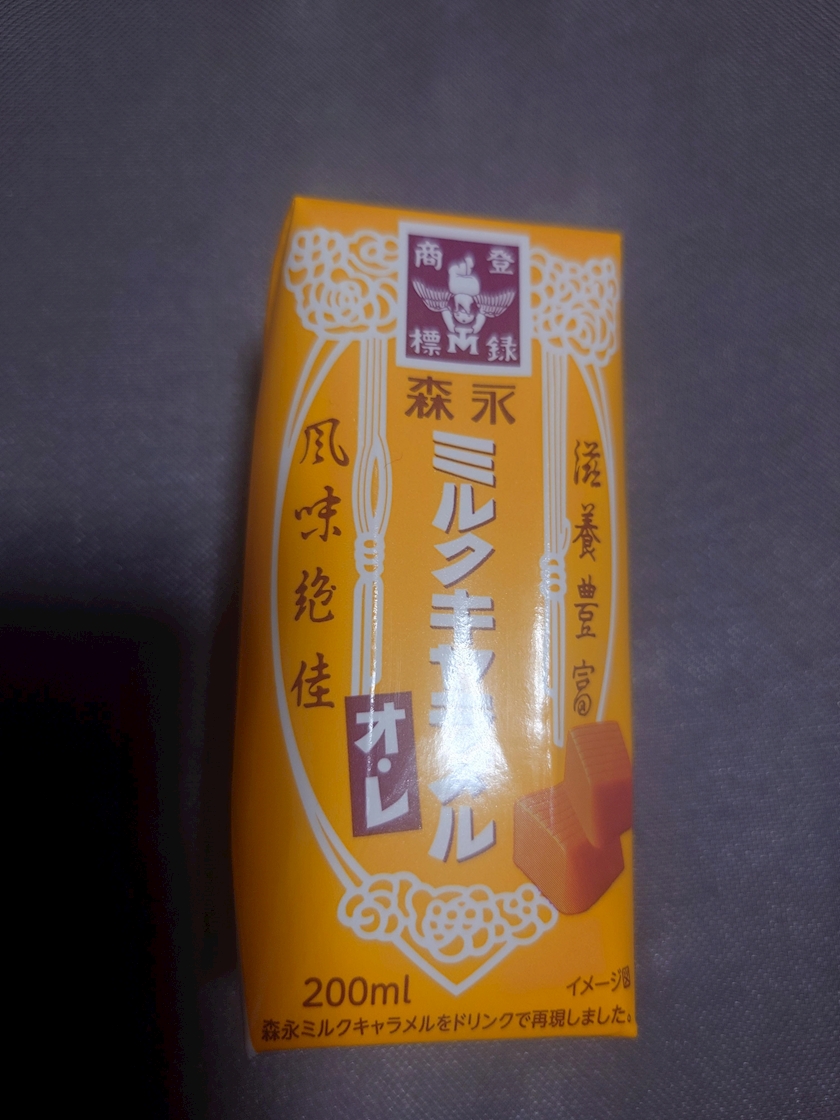 登録
商標
M
森永
滋養豊富
ミルクキャラメル
オ・レ
風味絶佳
200ml
イメージ図
森永ミルクキャラメルをドリンクで再現しました。